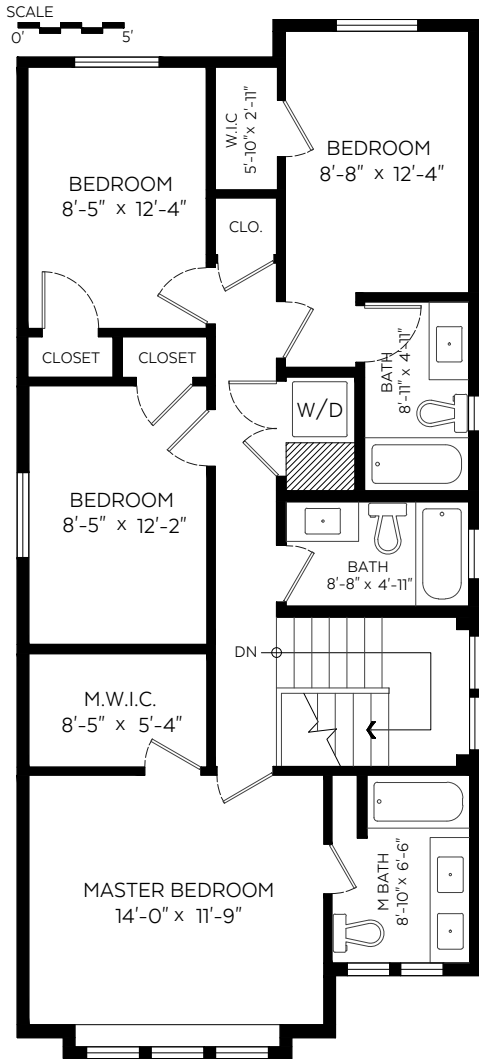 SCALE
0' 5'
BEDROOM
8'-5" x 12'-4"
W.I.C
5'-10" x 2'-11"
BEDROOM
8'-8" x 12'-4"
CLO.
CLOSET
CLOSET
BATH
8'-11" x 4'-11"
W/D
BEDROOM
8'-5" x 12'-2"
BATH
8'-8" x 4'-11"
DN
M.W.I.C.
8'-5" x 5'-4"
MASTER BEDROOM
14'-0" x 11'-9"
M BATH
8'-10" x 6'-6"